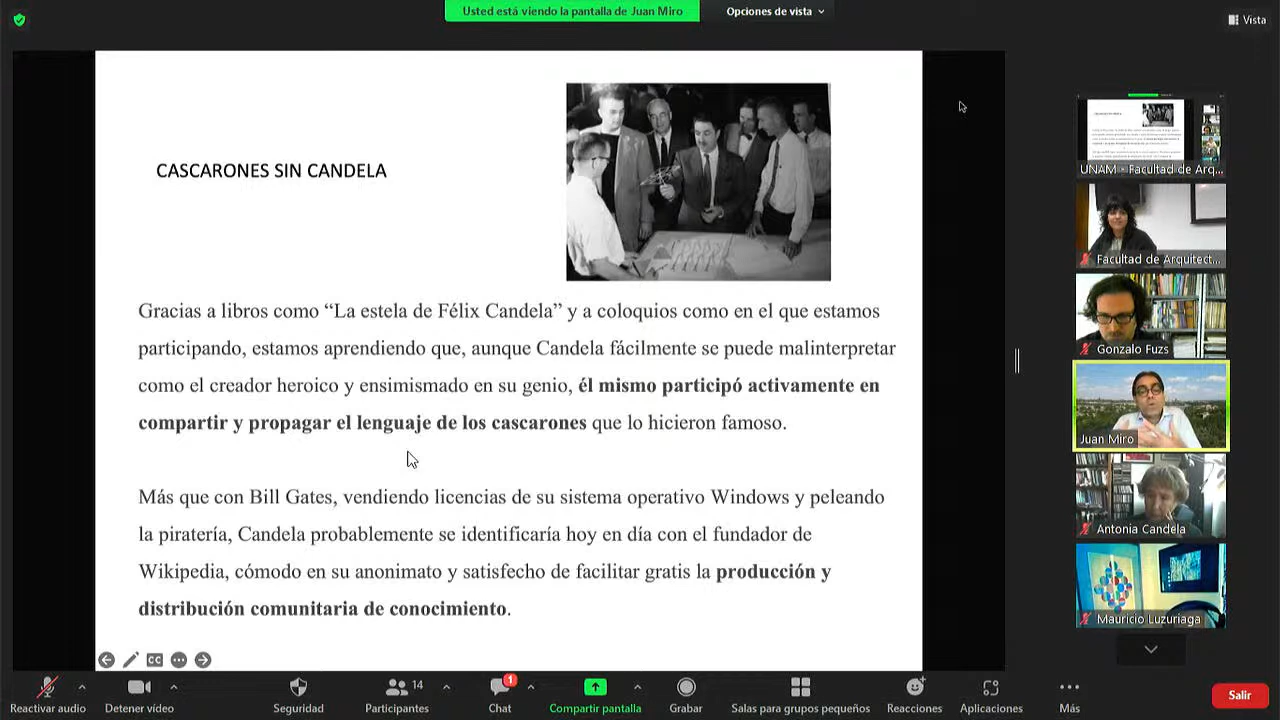 Usted está viendo la pantalla de Juan Miro
Opciones de vista
Vista
CASCARONES SIN CANDELA
Gracias a libros como “La estela de Félix Candela” y a coloquios como en el que estamos
participando, estamos aprendiendo que, aunque Candela fácilmente se puede malinterpretar
como el creador heroico y ensimismado en su genio, él mismo participó activamente en
compartir y propagar el lenguaje de los cascarones que lo hicieron famoso.
Más que con Bill Gates, vendiendo licencias de su sistema operativo Windows y peleando
la piratería, Candela probablemente se identificaría hoy en día con el fundador de
Wikipedia, cómodo en su anonimato y satisfecho de facilitar gratis la producción y
distribución comunitaria de conocimiento.
UNAM - Facultad de Arq...
Facultad de Arquitect...
Gonzalo Fuzs
Juan Miro
Antonia Candela
Mauricio Luzuriaga
CC
14
1
Reactivar audio
Detener vídeo
Seguridad
Participantes
Chat
Compartir pantalla
Grabar
Salas para grupos pequeños
Reacciones
Aplicaciones
Más
Salir